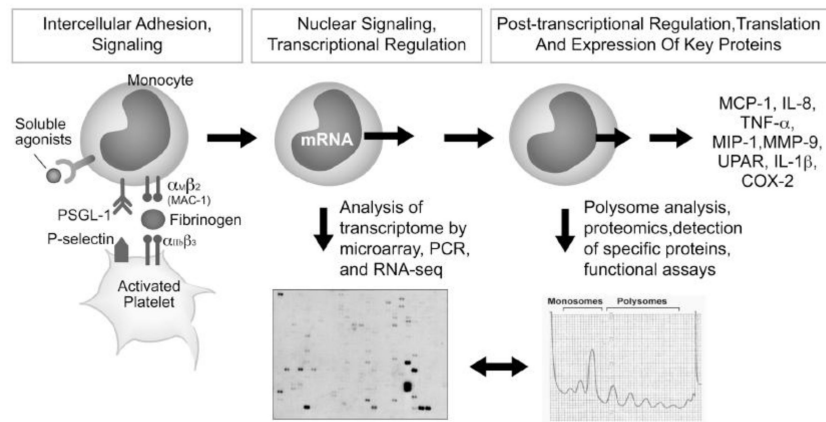 Intercellular Adhesion,
Signaling
Nuclear Signaling,
Transcriptional Regulation
Post-transcriptional Regulation,Translation
And Expression Of Key Proteins
Monocyte
Soluble
agonists
αMβ2
(MAC-1)
PSGL-1
Fibrinogen
P-selectin
αIIbβ3
Activated
Platelet
mRNA
Analysis of
transcriptome by
microarray, PCR,
and RNA-seq
MCP-1, IL-8,
TNF-α,
MIP-1,MMP-9,
UPAR, IL-1β,
COX-2
Polysome analysis,
proteomics,detection
of specific proteins,
functional assays
Monosomes
Polysomes